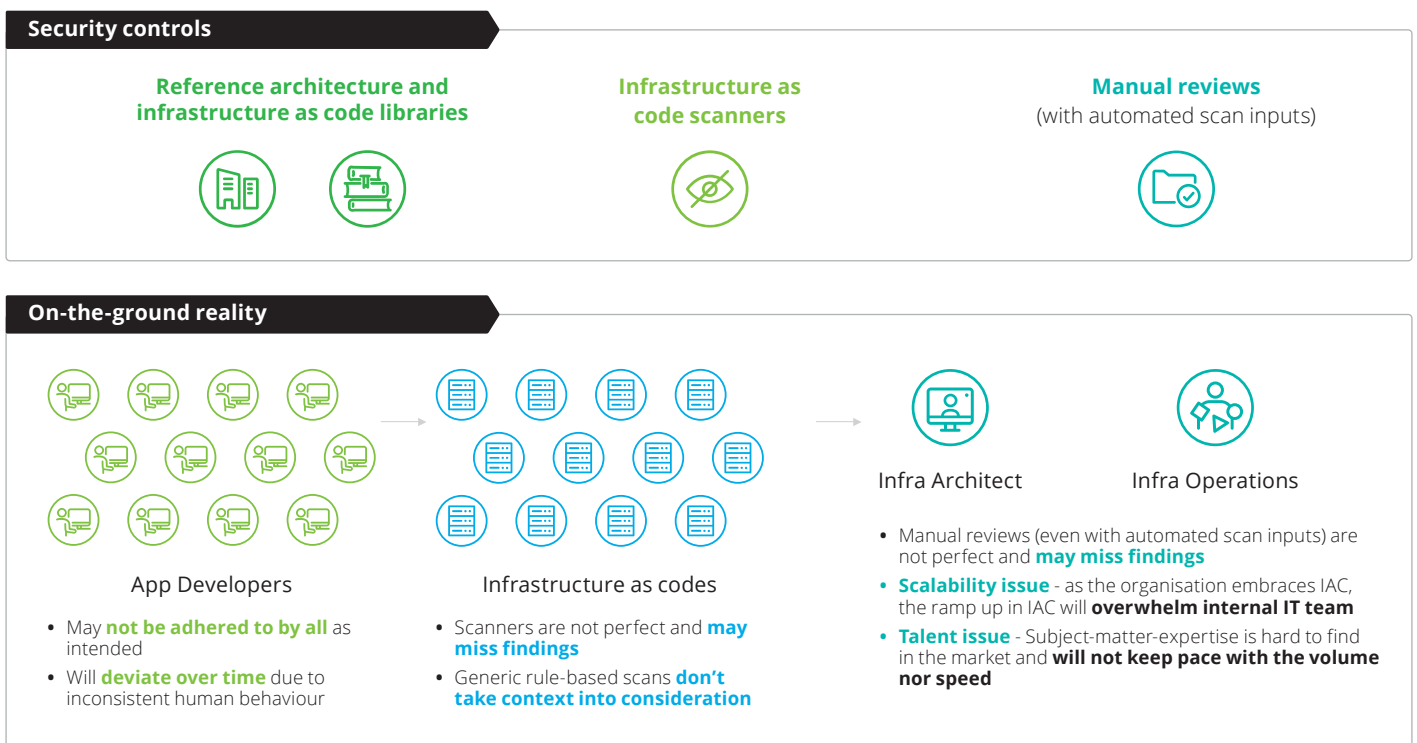 Security controls
Reference architecture and
infrastructure as code libraries
Infrastructure as
code scanners
Manual reviews
(with automated scan inputs)
On-the-ground reality
App Developers
• May not be adhered to by all as
intended
• Will deviate over time due to
inconsistent human behaviour
Infrastructure as codes
• Scanners are not perfect and may
miss findings
• Generic rule-based scans don’t
take context into consideration
Infra Architect
Infra Operations
• Manual reviews (even with automated scan inputs) are
not perfect and may miss findings
• Scalability issue - as the organisation embraces IAC,
the ramp up in IAC will overwhelm internal IT team
• Talent issue - Subject-matter-expertise is hard to find
in the market and will not keep pace with the volume
nor speed